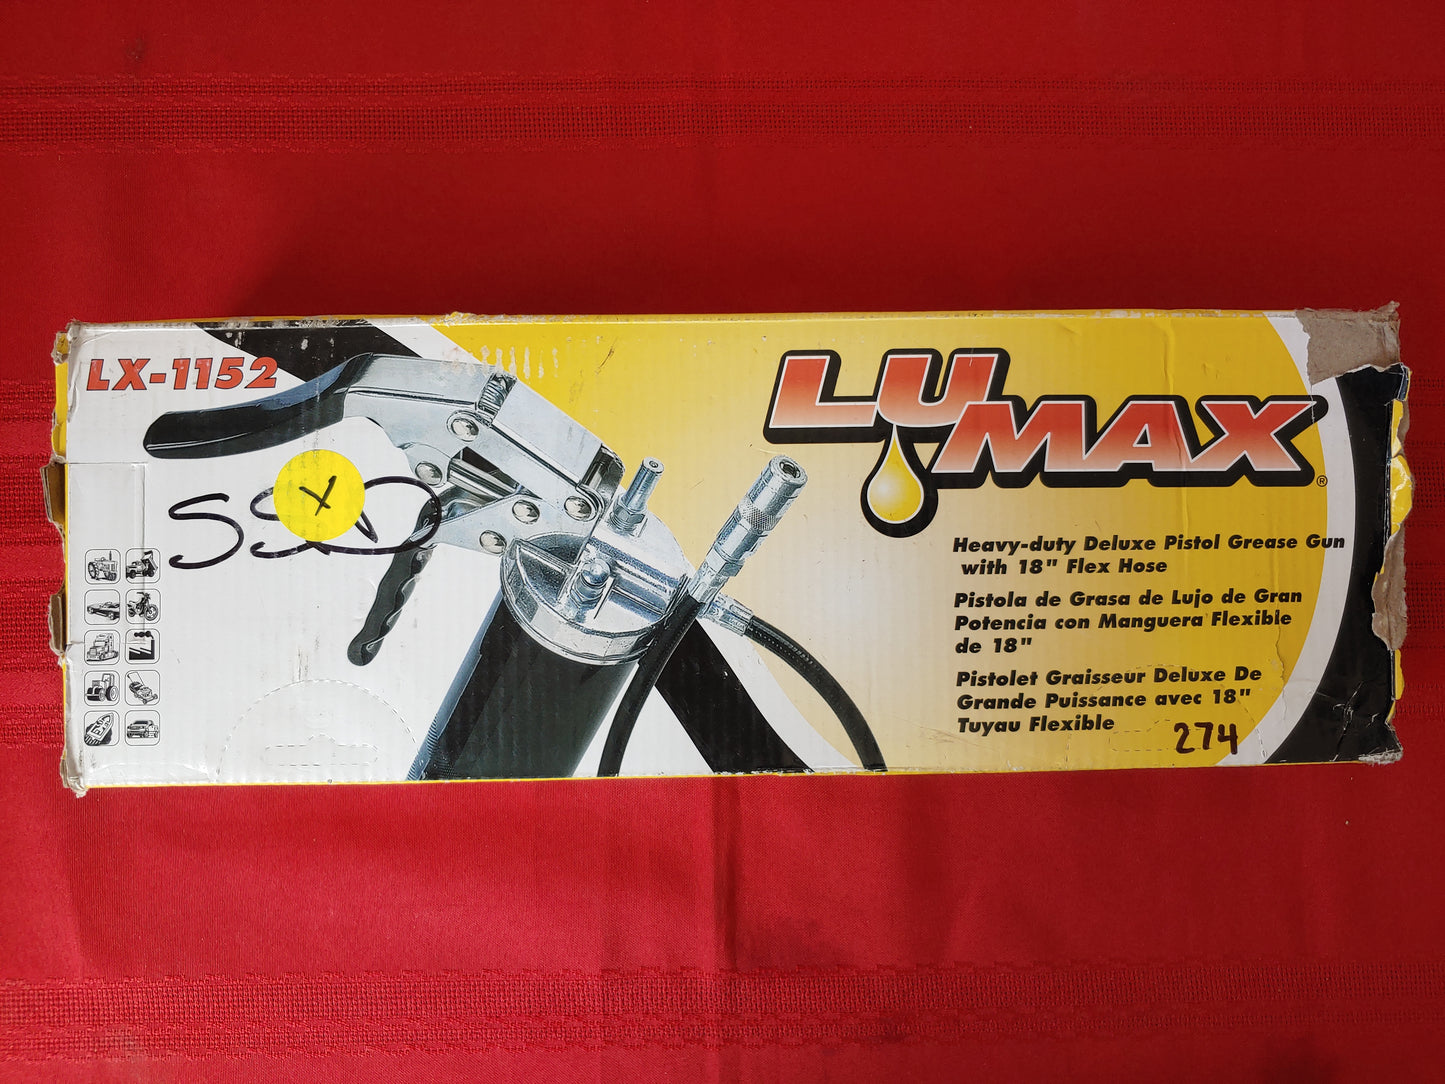 LX-1152
LUMAX®
SSD
X
Heavy-duty Deluxe Pistol Grease Gun
with 18" Flex Hose
Pistola de Grasa de Lujo de Gran
Potencia con Manguera Flexible
de 18"
Pistolet Graisseur Deluxe De
Grande Puissance avec 18"
Tuyau Flexible
274